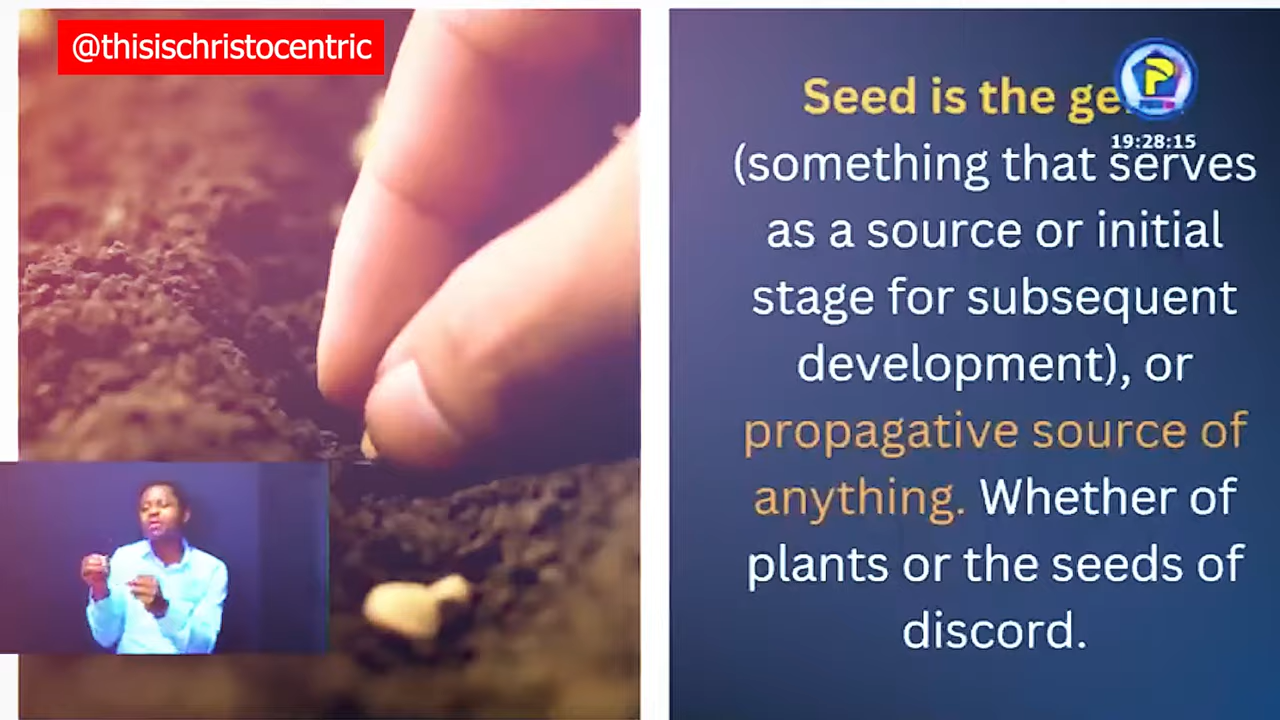 @thisischristocentric
Seed is the
19:28:15
(something that serves
as a source or initial
stage for subsequent
development), or
propagative source of
anything. Whether of
plants or the seeds of
discord.